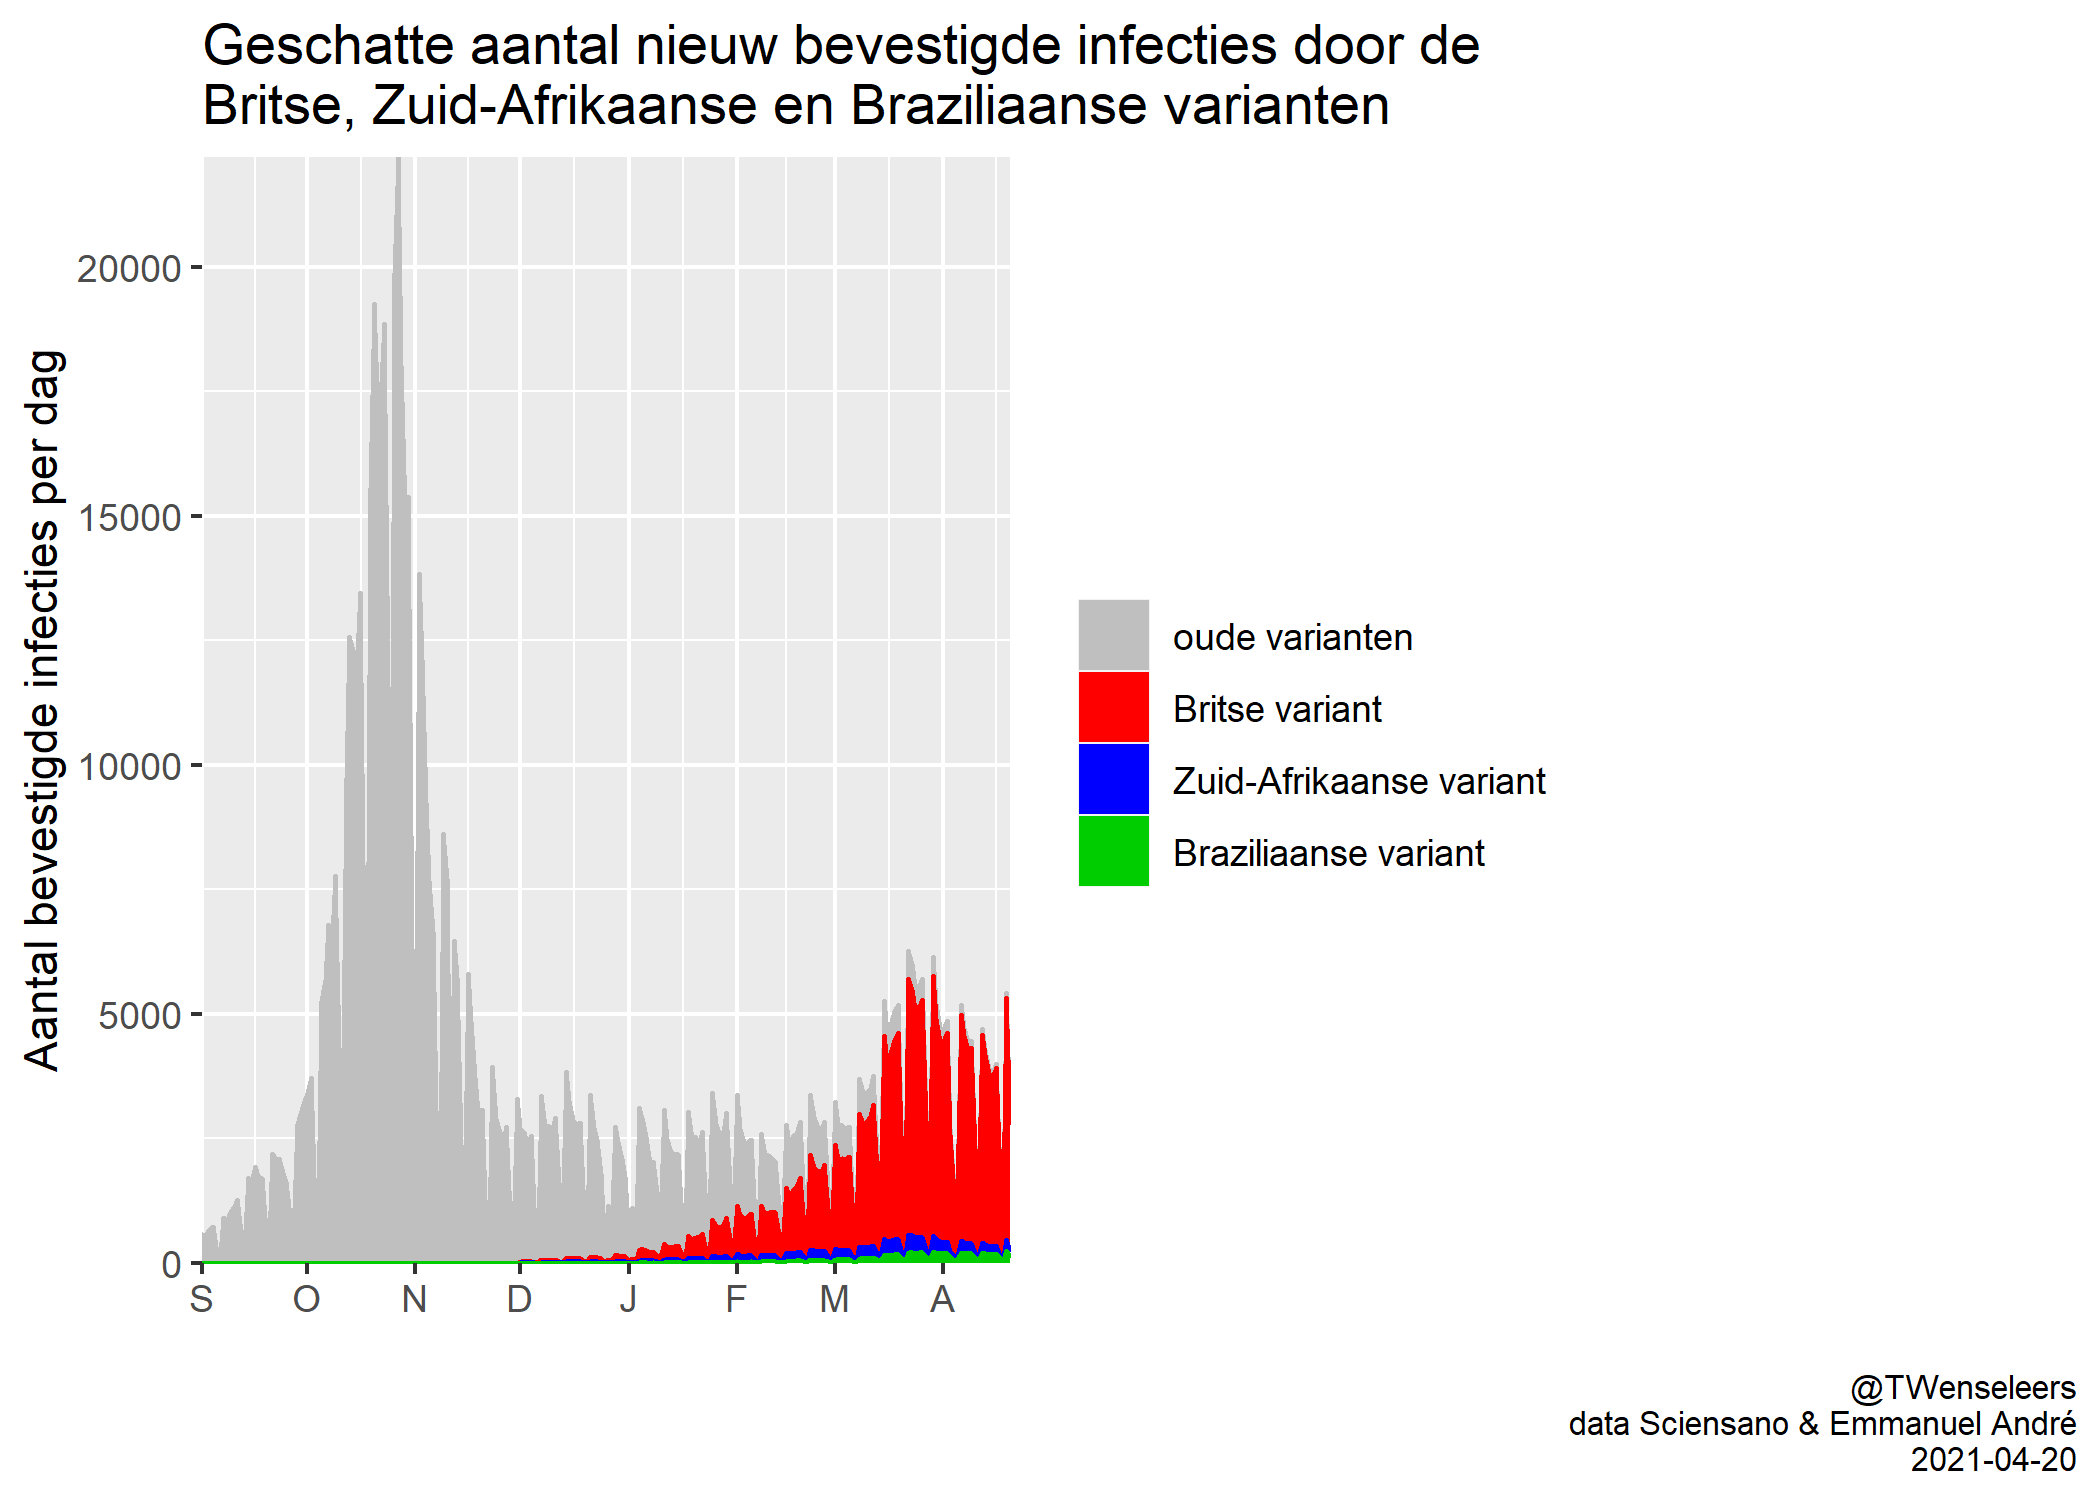 Geschatte aantal nieuw bevestigde infecties door de
Britse, Zuid-Afrikaanse en Braziliaanse varianten
Aantal bevestigde infecties per dag
20000
15000
10000
5000
0
S O N D J F M A
oude varianten
Britse variant
Zuid-Afrikaanse variant
Braziliaanse variant
@TWenseleers
data Sciensano & Emmanuel André
2021-04-20